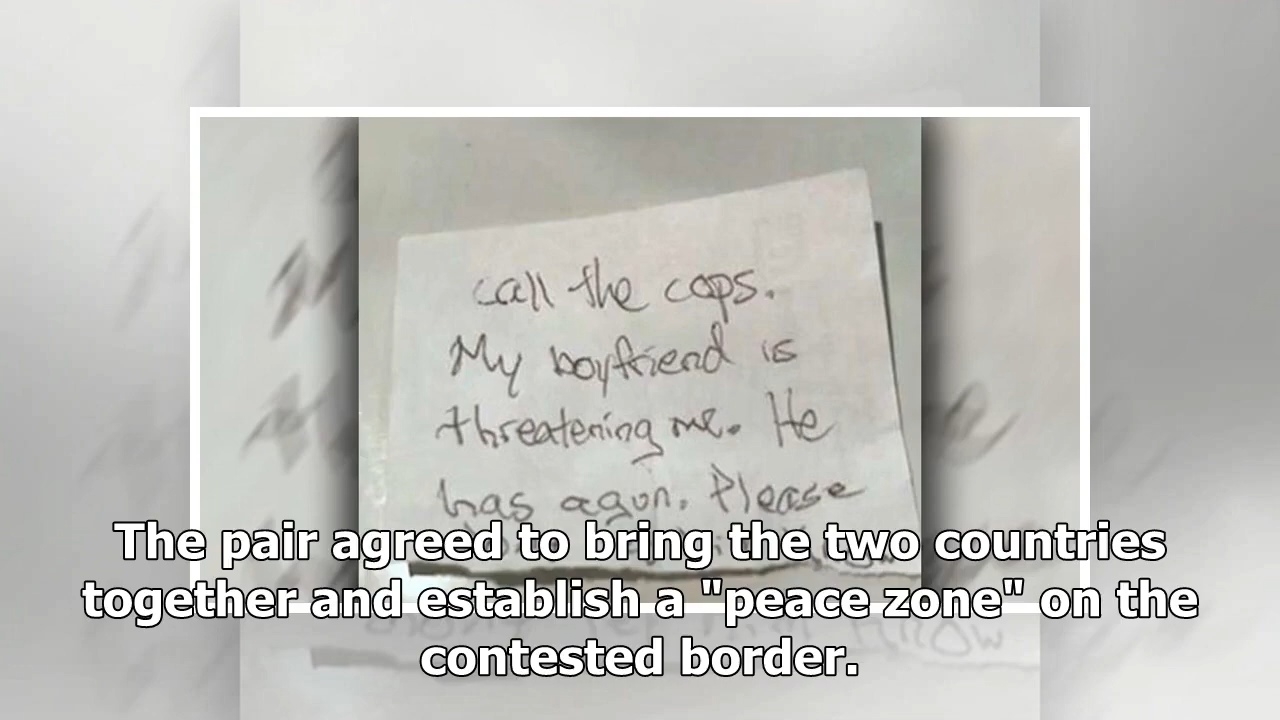 call the cops.
My boyfriend is
threatening me. He
has a gun. Please
The pair agreed to bring the two countries
together and establish a "peace zone" on the
contested border.